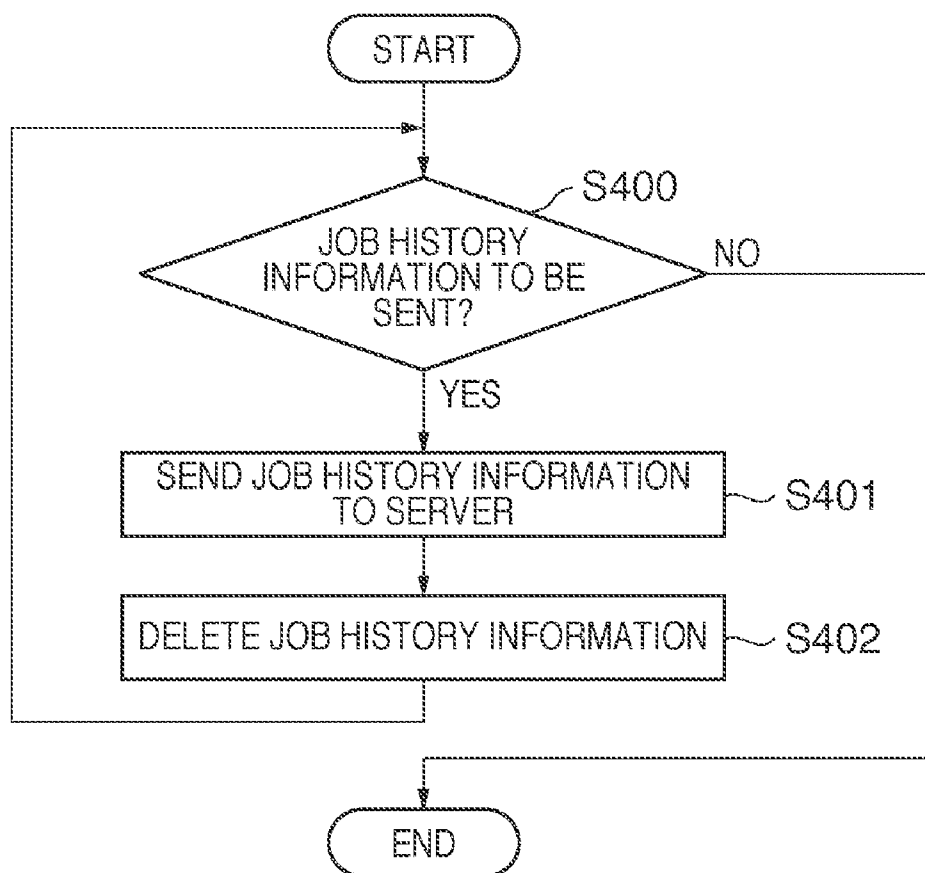 START
S400
JOB HISTORY
INFORMATION TO BE
SENT?
NO
YES
SEND JOB HISTORY INFORMATION
TO SERVER
S401
DELETE JOB HISTORY INFORMATION
S402
END